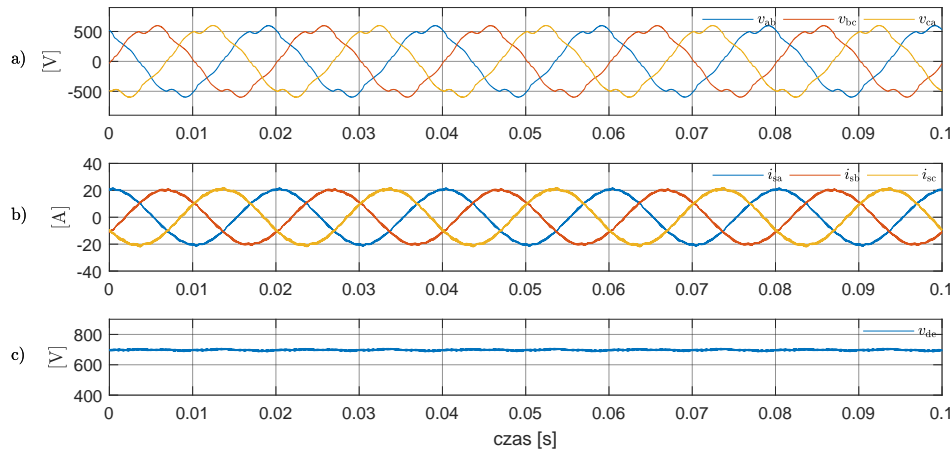 v_ab v_bc v_ca
500
a) [V] 0
-500
0 0.01 0.02 0.03 0.04 0.05 0.06 0.07 0.08 0.09 0.1
40
i_sa i_sb i_sc
20
b) [A] 0
-20
-40
0 0.01 0.02 0.03 0.04 0.05 0.06 0.07 0.08 0.09 0.1
800
v_dc
c) [V] 600
400
0 0.01 0.02 0.03 0.04 0.05 0.06 0.07 0.08 0.09 0.1
czas [s]